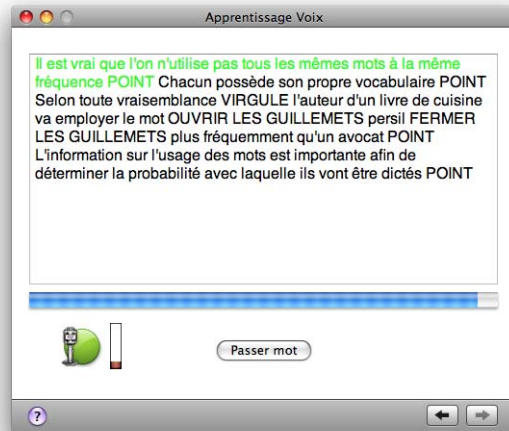 Apprentissage Voix
Il est vrai que l'on n'utilise pas tous les mêmes mots à la même
fréquence POINT Chacun possède son propre vocabulaire POINT
Selon toute vraisemblance VIRGULE l'auteur d'un livre de cuisine
va employer le mot OUVRIR LES GUILLEMETS persil FERMER
LES GUILLEMETS plus fréquemment qu'un avocat POINT
L'information sur l'usage des mots est importante afin de
déterminer la probabilité avec laquelle ils vont être dictés POINT
Passer mot
?